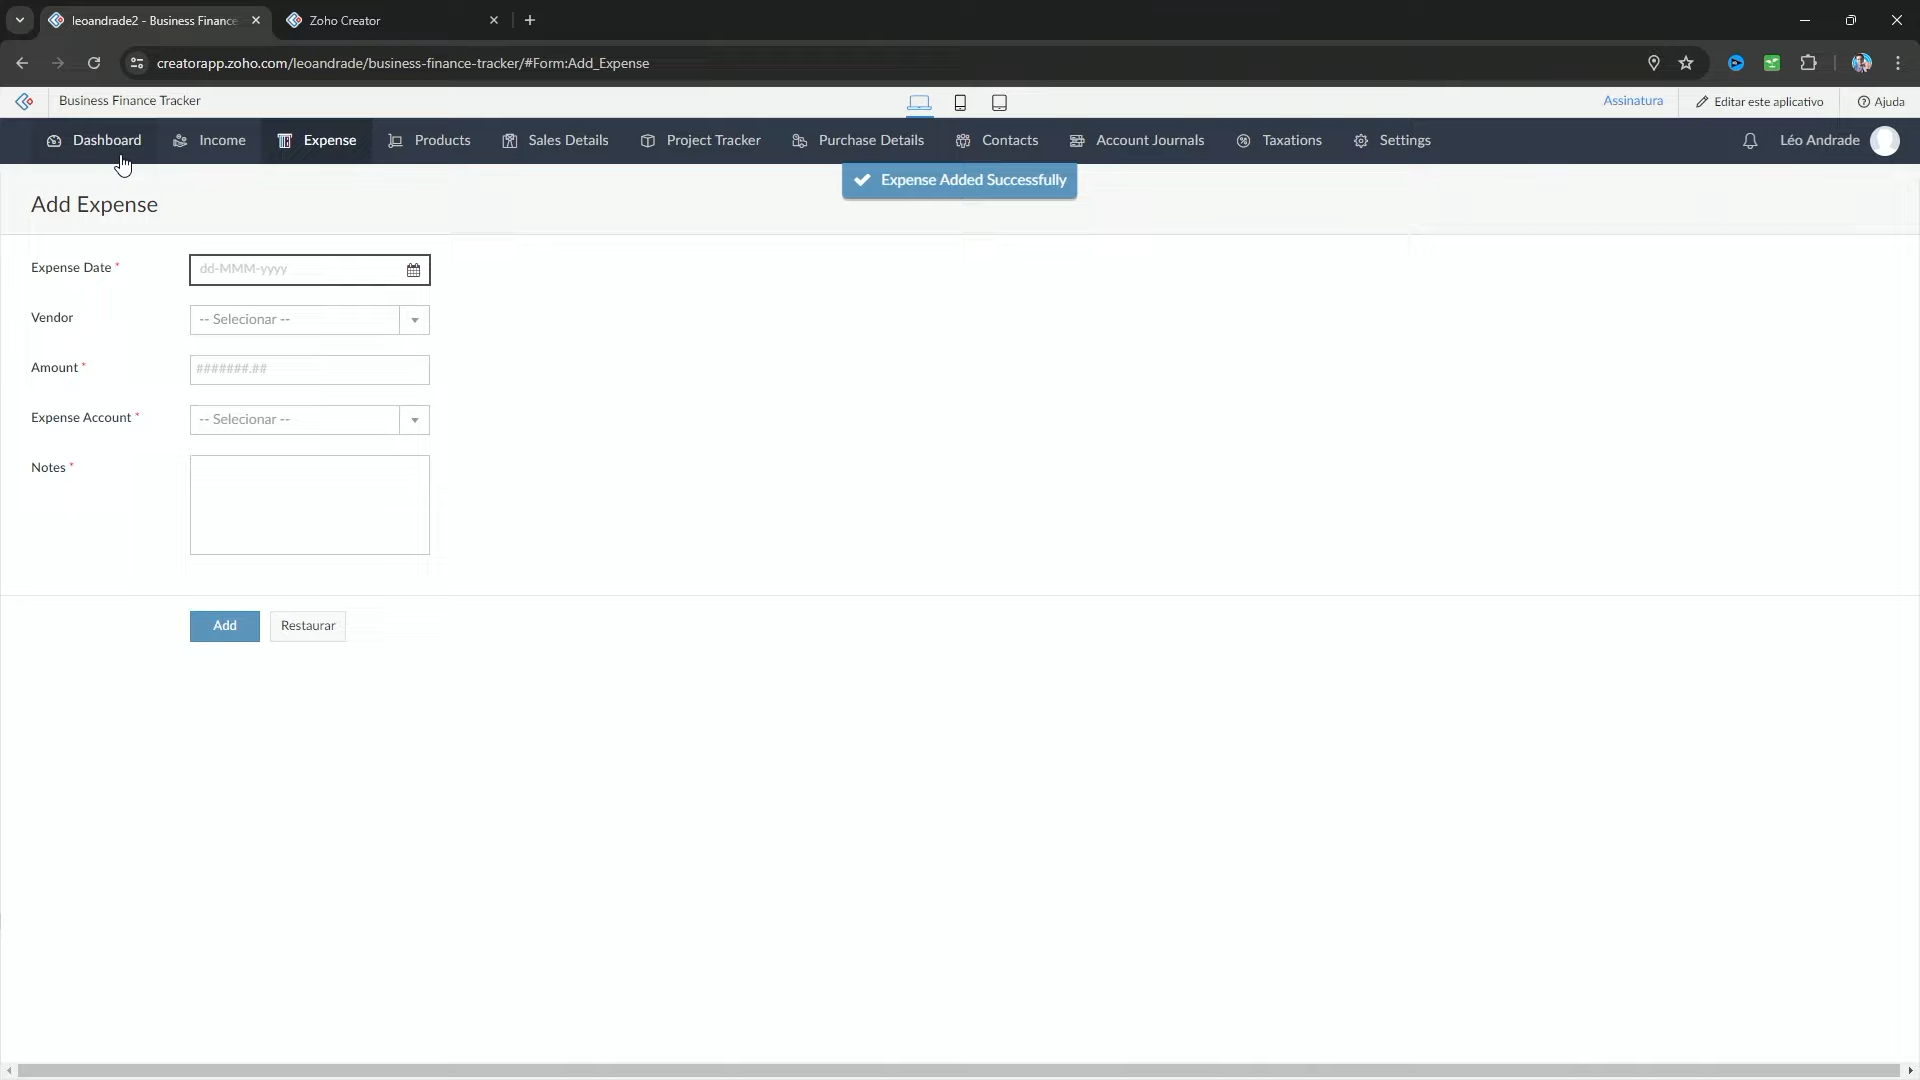 leoandrade2 - Business Finance
Zoho Creator
creatorapp.zoho.com/leoandrade/business-finance-tracker/#Form:Add_Expense
Business Finance Tracker
Assinatura
Editar este aplicativo
Ajuda
Dashboard
Income
Expense
Products
Sales Details
Project Tracker
Purchase Details
Contacts
Account Journals
Taxations
Settings
Léo Andrade
Expense Added Successfully
Add Expense
Expense Date *
dd-MMM-yyyy
Vendor
-- Selecionar --
Amount *
#######.##
Expense Account *
-- Selecionar --
Notes *
Add
Restaurar